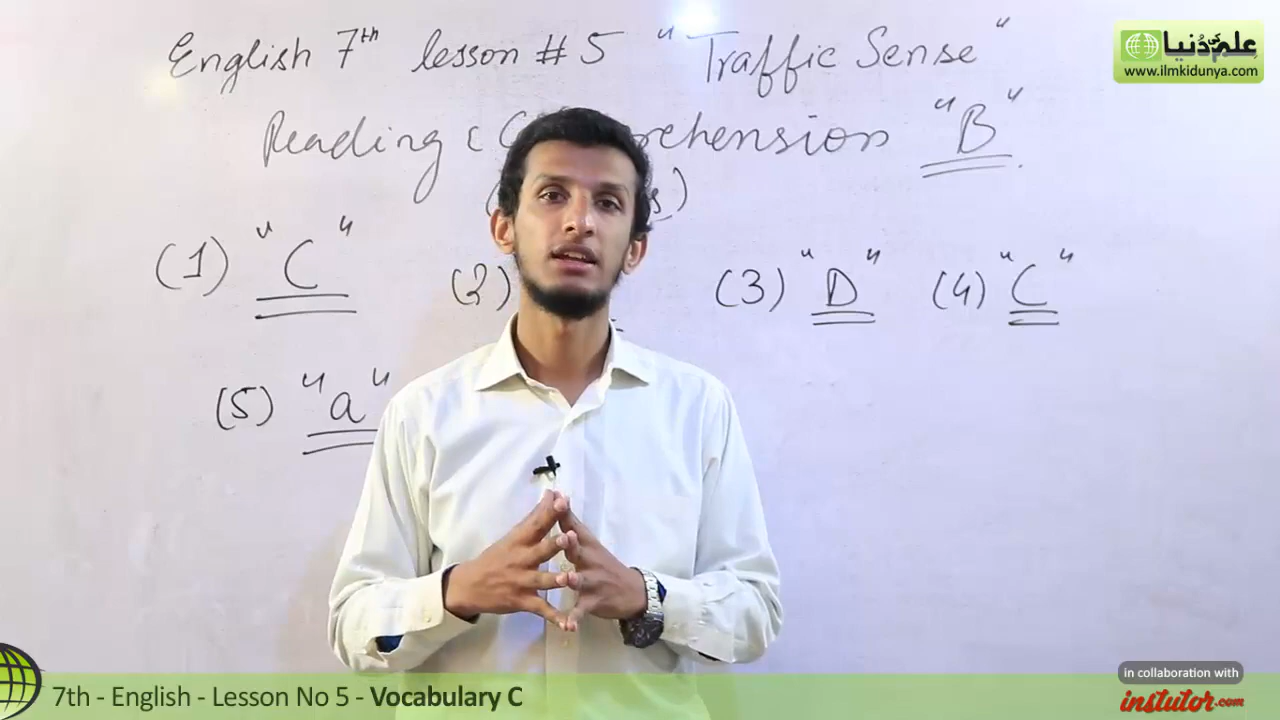 English 7th lesson # 5 "Traffic Sense"
Reading "B"
(1) "C" (2) (3) "D" (4) "C"
(5) "a"
علم کی دنیا
www.ilmkidunya.com
7th - English - Lesson No 5 - Vocabulary C
in collaboration with
instutor.com